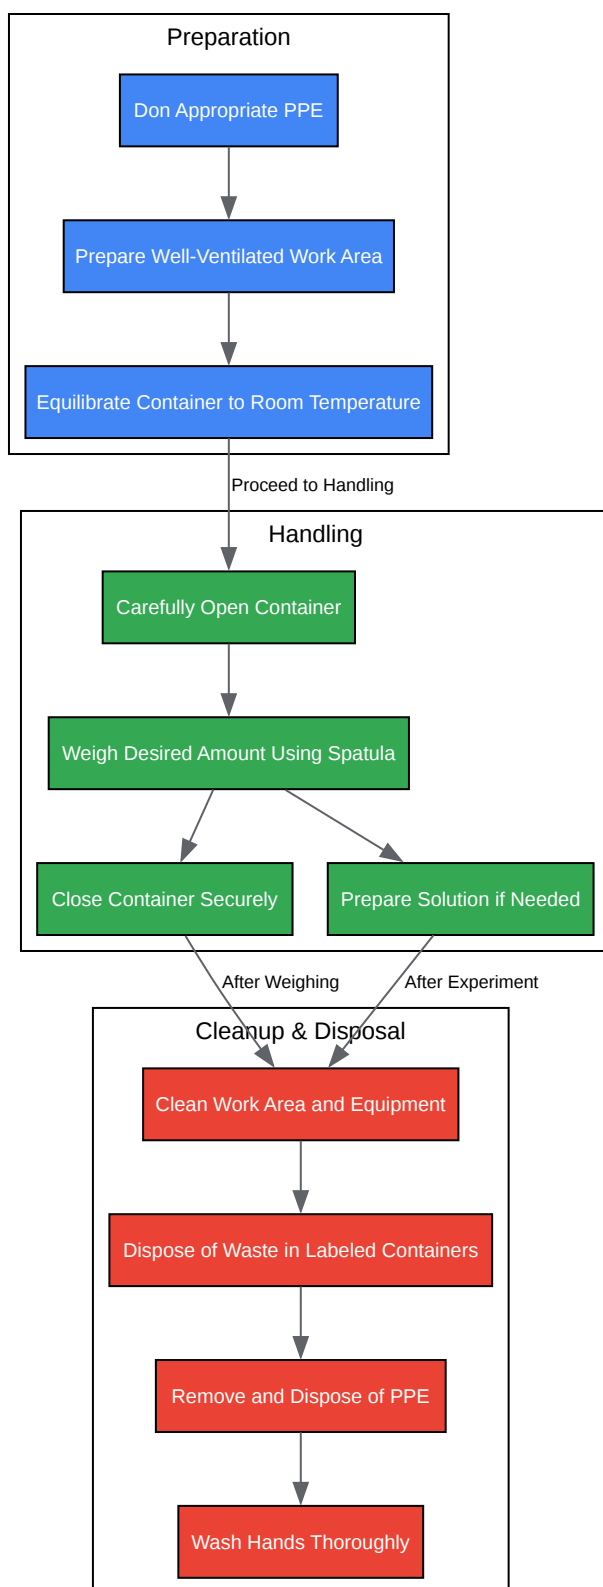 Preparation
Don Appropriate PPE
Prepare Well-Ventilated Work Area
Equilibrate Container to Room Temperature
Proceed to Handling
Handling
Carefully Open Container
Weigh Desired Amount Using Spatula
Close Container Securely
Prepare Solution if Needed
After Weighing
After Experiment
Cleanup & Disposal
Clean Work Area and Equipment
Dispose of Waste in Labeled Containers
Remove and Dispose of PPE
Wash Hands Thoroughly